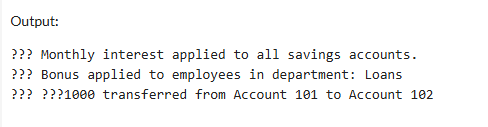 Output:
??? Monthly interest applied to all savings accounts.
??? Bonus applied to employees in department: Loans
??? ???1000 transferred from Account 101 to Account 102